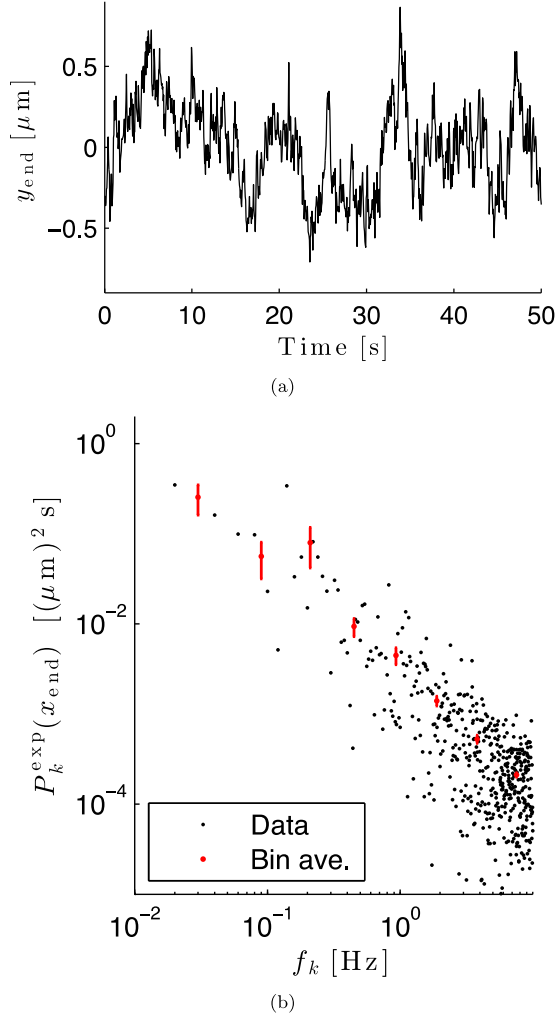 0.5
0
−0.5
y_end [μm]
0 10 20 30 40 50
Time [s]
(a)
10^0
10^−2
10^−4
P_k^exp(x_end) [(μm)^2 s]
Data
Bin ave.
10^−2 10^−1 10^0
f_k [Hz]
(b)